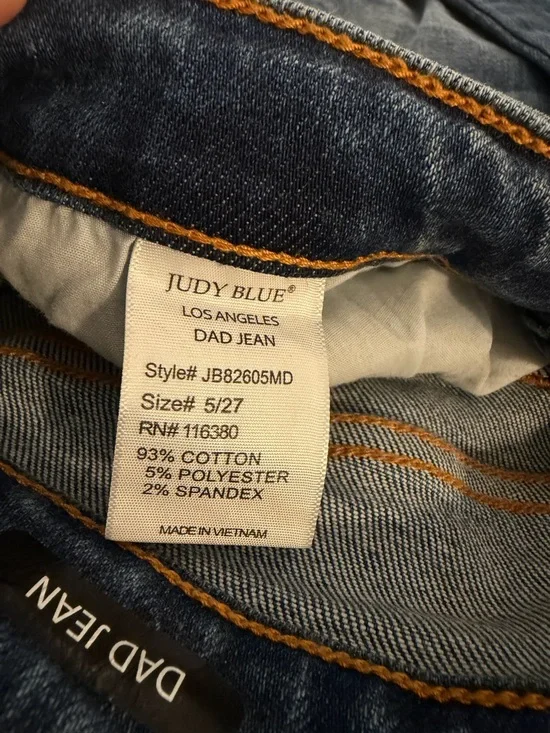 JUDY BLUE®
LOS ANGELES
DAD JEAN
Style# JB82605MD
Size# 5/27
RN# 116380
93% COTTON
5% POLYESTER
2% SPANDEX
MADE IN VIETNAM
DAD JEAN